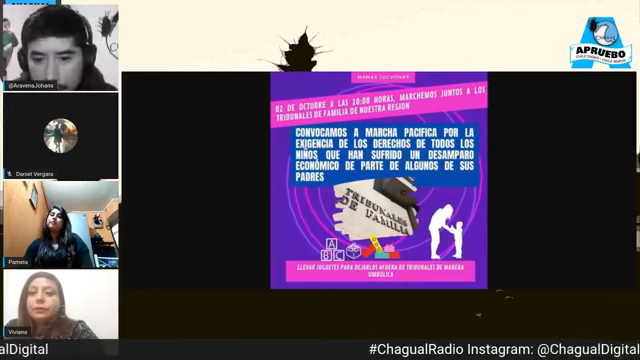 @AravenaJohans
Daniel Vergara
Pamela
Viviana
APRUEBO
MAMAS LUCHONAS
02 DE OCTUBRE A LAS 10:00 HORAS, MARCHEMOS JUNTOS A LOS
TRIBUNALES DE FAMILIA DE NUESTRA REGION
CONVOCAMOS A MARCHA PACIFICA POR LA
EXIGENCIA DE LOS DERECHOS DE TODOS LOS
NIÑOS QUE HAN SUFRIDO UN DESAMPARO
ECONÓMICO DE PARTE DE ALGUNOS DE SUS
PADRES
TRIBUNALES
DE FAMILIA
A
B C
LLEVAR JUGUETES PARA DEJARLOS AFUERA DE TRIBUNALES DE MANERA
SIMBOLICA
alDigital
#ChagualRadio Instagram: @ChagualDigital